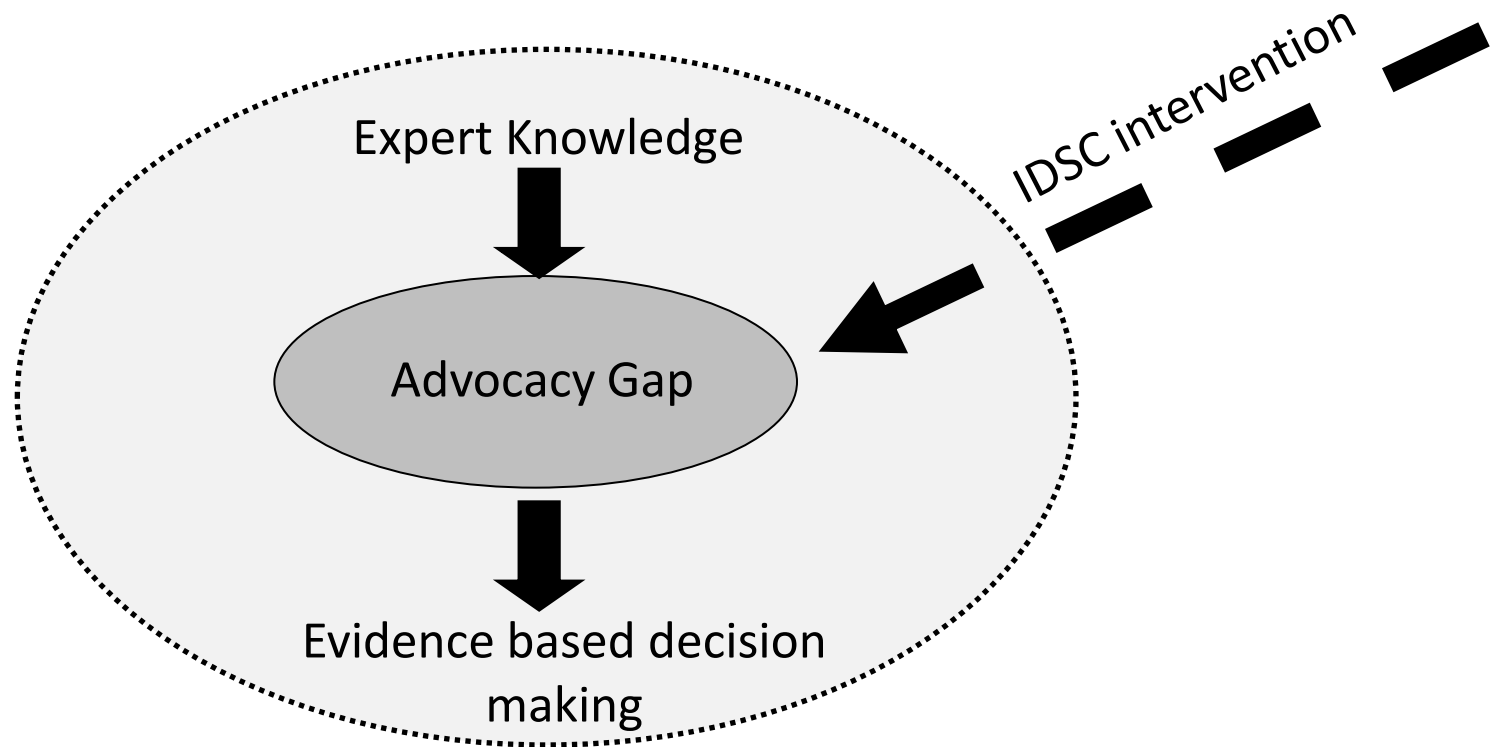 IDSC intervention
Expert Knowledge
Advocacy Gap
Evidence based decision
making